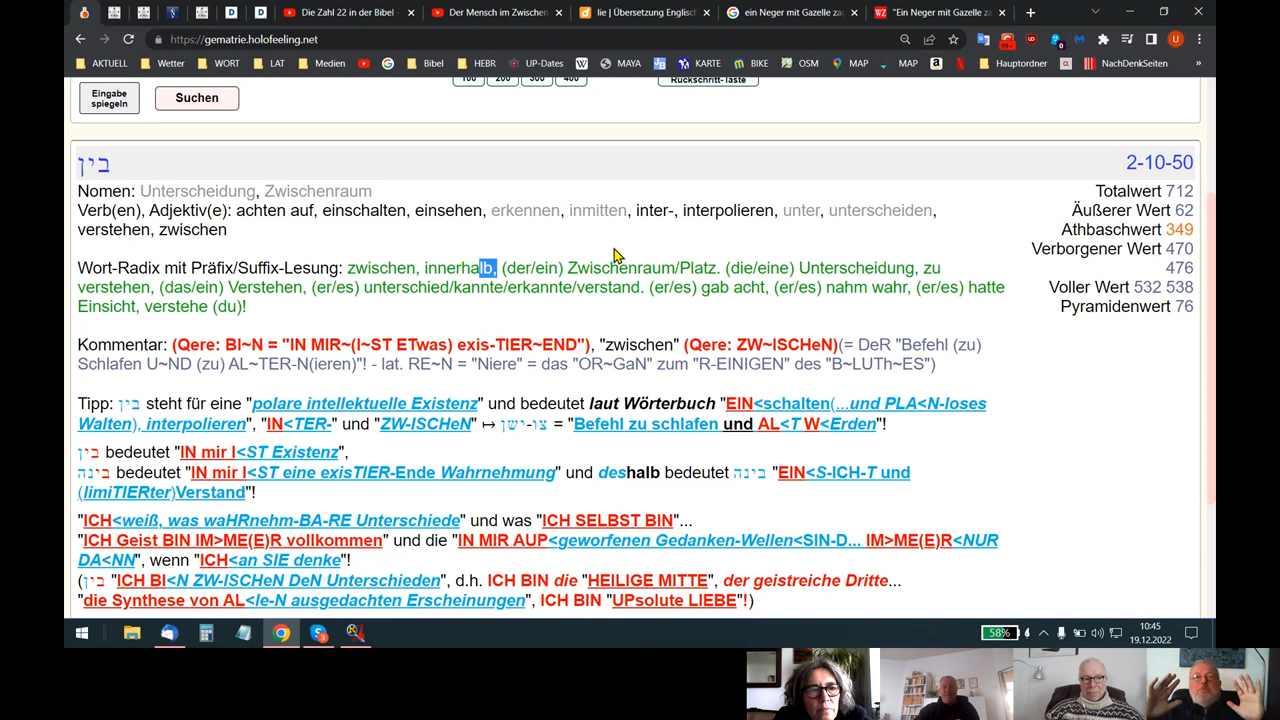 Die Zahl 22 in der Bibel -
Der Mensch im Zwischen
lie | Übersetzung Englisc
ein Neger mit Gazelle za
"Ein Neger mit Gazelle za
https://gematrie.holofeeling.net
AKTUELL Wetter WORT LAT Medien Bibel HEBR UP-Dates MAYA KARTE BIKE OSM MAP MAP Hauptordner NachDenkSeiten
100 200 300 400 Rückschritt-Taste
Eingabe
spiegeln
Suchen
בין 2-10-50
Nomen: Unterscheidung, Zwischenraum Totalwert 712
Verb(en), Adjektiv(e): achten auf, einschalten, einsehen, erkennen, inmitten, inter-, interpolieren, unter, unterscheiden, Äußerer Wert 62
verstehen, zwischen Athbaschwert 349
Verborgener Wert 470
Wort-Radix mit Präfix/Suffix-Lesung: zwischen, innerhalb, (der/ein) Zwischenraum/Platz. (die/eine) Unterscheidung, zu 476
verstehen, (das/ein) Verstehen, (er/es) unterschied/kannte/erkannte/verstand. (er/es) gab acht, (er/es) nahm wahr, (er/es) hatte Voller Wert 532 538
Einsicht, verstehe (du)! Pyramidenwert 76
Kommentar: (Qere: BI~N = "IN MIR~(I~ST ETwas) exis-TIER~END"), "zwischen" (Qere: ZW~ISCHeN)(= DeR "Befehl (zu)
Schlafen U~ND (zu) AL~TER-N(ieren)"! - lat. RE~N = "Niere" = das "OR~GaN" zum "R-EINIGEN" des "B~LUTh~ES")
Tipp: בין steht für eine "polare intellektuelle Existenz" und bedeutet laut Wörterbuch "EIN<schalten(...und PLA<N-loses
Walten), interpolieren", "IN<TER-" und "ZW-ISCHeN" ↦ צו-ישן = "Befehl zu schlafen und AL<T W<Erden"!
בין bedeutet "IN mir I<ST Existenz",
בינה bedeutet "IN mir I<ST eine exisTIER-Ende Wahrnehmung" und deshalb bedeutet בינה "EIN<S-ICH-T und
(limiTIERter)Verstand"!
"ICH<weiß, was waHRnehm-BA-RE Unterschiede" und was "ICH SELBST BIN"...
"ICH Geist BIN IM>ME(E)R vollkommen" und die "IN MIR AUP<geworfenen Gedanken-Wellen<SIN-D... IM>ME(E)R<NUR
DA<NN", wenn "ICH<an SIE denke"!
(בין "ICH BI<N ZW-ISCHeN DeN Unterschieden", d.h. ICH BIN die "HEILIGE MITTE", der geistreiche Dritte...
"die Synthese von AL<le-N ausgedachten Erscheinungen", ICH BIN "UPsolute LIEBE"!)
58%
10:45
19.12.2022